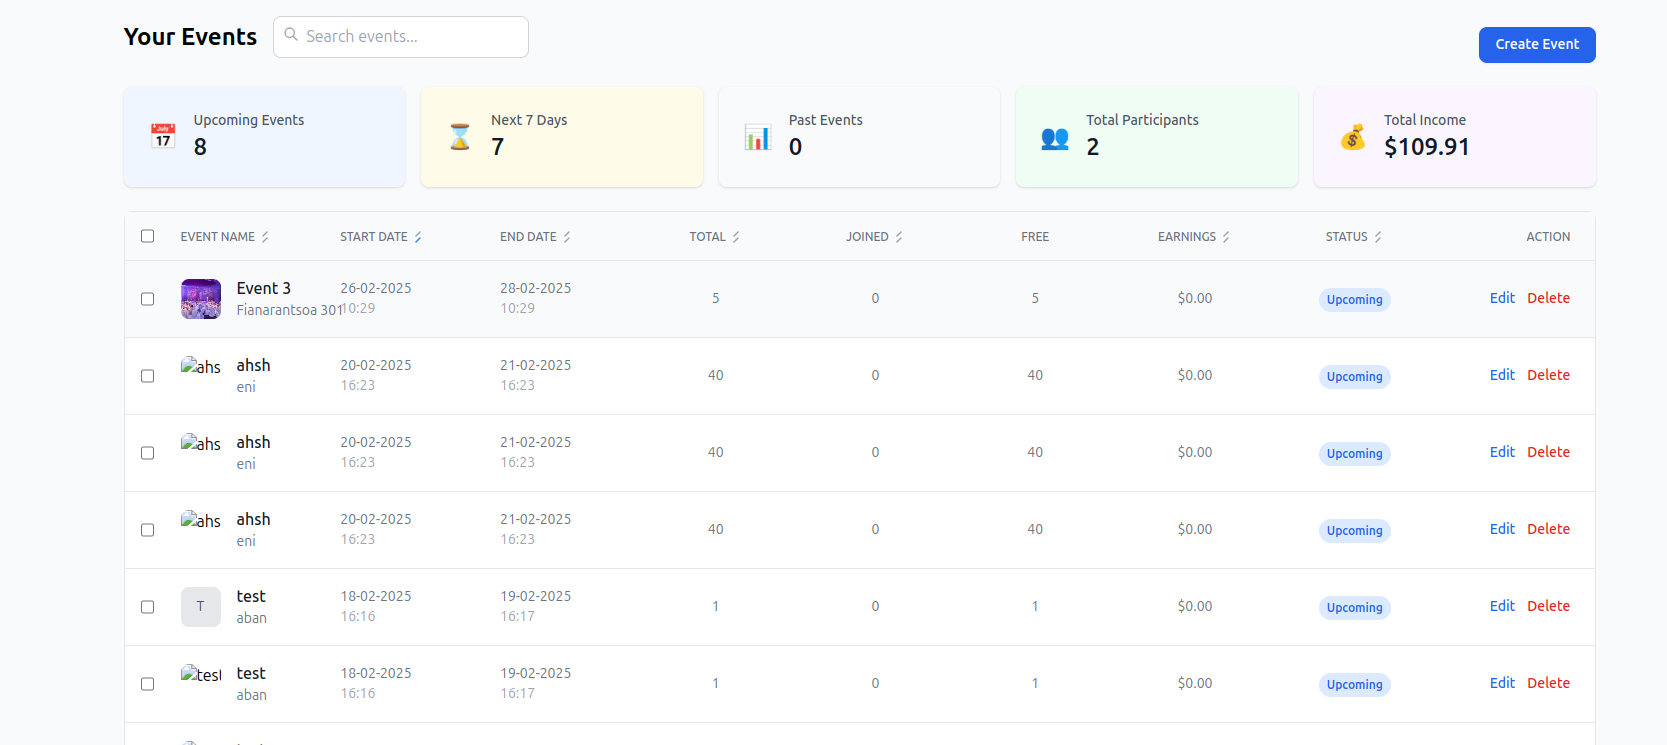 Your Events
Search events...
Create Event
Upcoming Events
8
Next 7 Days
7
Past Events
0
Total Participants
2
Total Income
$109.91
EVENT NAME START DATE END DATE TOTAL JOINED FREE EARNINGS STATUS ACTION
Event 3 26-02-2025 28-02-2025 5 0 5 $0.00 Upcoming Edit Delete
Fianarantsoa 301 10:29 10:29
ahs ahsh 20-02-2025 21-02-2025 40 0 40 $0.00 Upcoming Edit Delete
eni 16:23 16:23
ahs ahsh 20-02-2025 21-02-2025 40 0 40 $0.00 Upcoming Edit Delete
eni 16:23 16:23
ahs ahsh 20-02-2025 21-02-2025 40 0 40 $0.00 Upcoming Edit Delete
eni 16:23 16:23
T test 18-02-2025 19-02-2025 1 0 1 $0.00 Upcoming Edit Delete
aban 16:16 16:17
test test 18-02-2025 19-02-2025 1 0 1 $0.00 Upcoming Edit Delete
aban 16:16 16:17